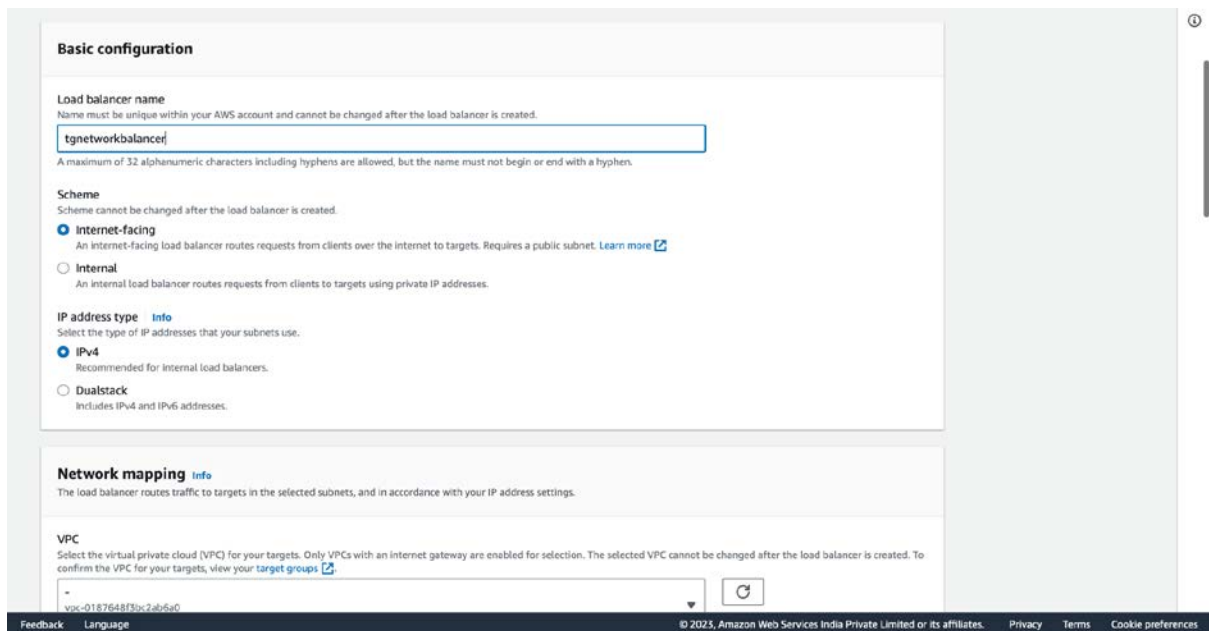 Basic configuration
Load balancer name
Name must be unique within your AWS account and cannot be changed after the load balancer is created.
tgnetworkbalancer
A maximum of 32 alphanumeric characters including hyphens are allowed, but the name must not begin or end with a hyphen.
Scheme
Scheme cannot be changed after the load balancer is created.
Internet-facing
An internet-facing load balancer routes requests from clients over the internet to targets. Requires a public subnet. Learn more
Internal
An internal load balancer routes requests from clients to targets using private IP addresses.
IP address type Info
Select the type of IP addresses that your subnets use.
IPv4
Recommended for internal load balancers.
Dualstack
Includes IPv4 and IPv6 addresses.
Network mapping Info
The load balancer routes traffic to targets in the selected subnets, and in accordance with your IP address settings.
VPC
Select the virtual private cloud (VPC) for your targets. Only VPCs with an internet gateway are enabled for selection. The selected VPC cannot be changed after the load balancer is created. To
confirm the VPC for your targets, view your target groups.
-
vpc-0187648f3bc2ab6a0
Feedback Language © 2023, Amazon Web Services India Private Limited or its affiliates. Privacy Terms Cookie preferences